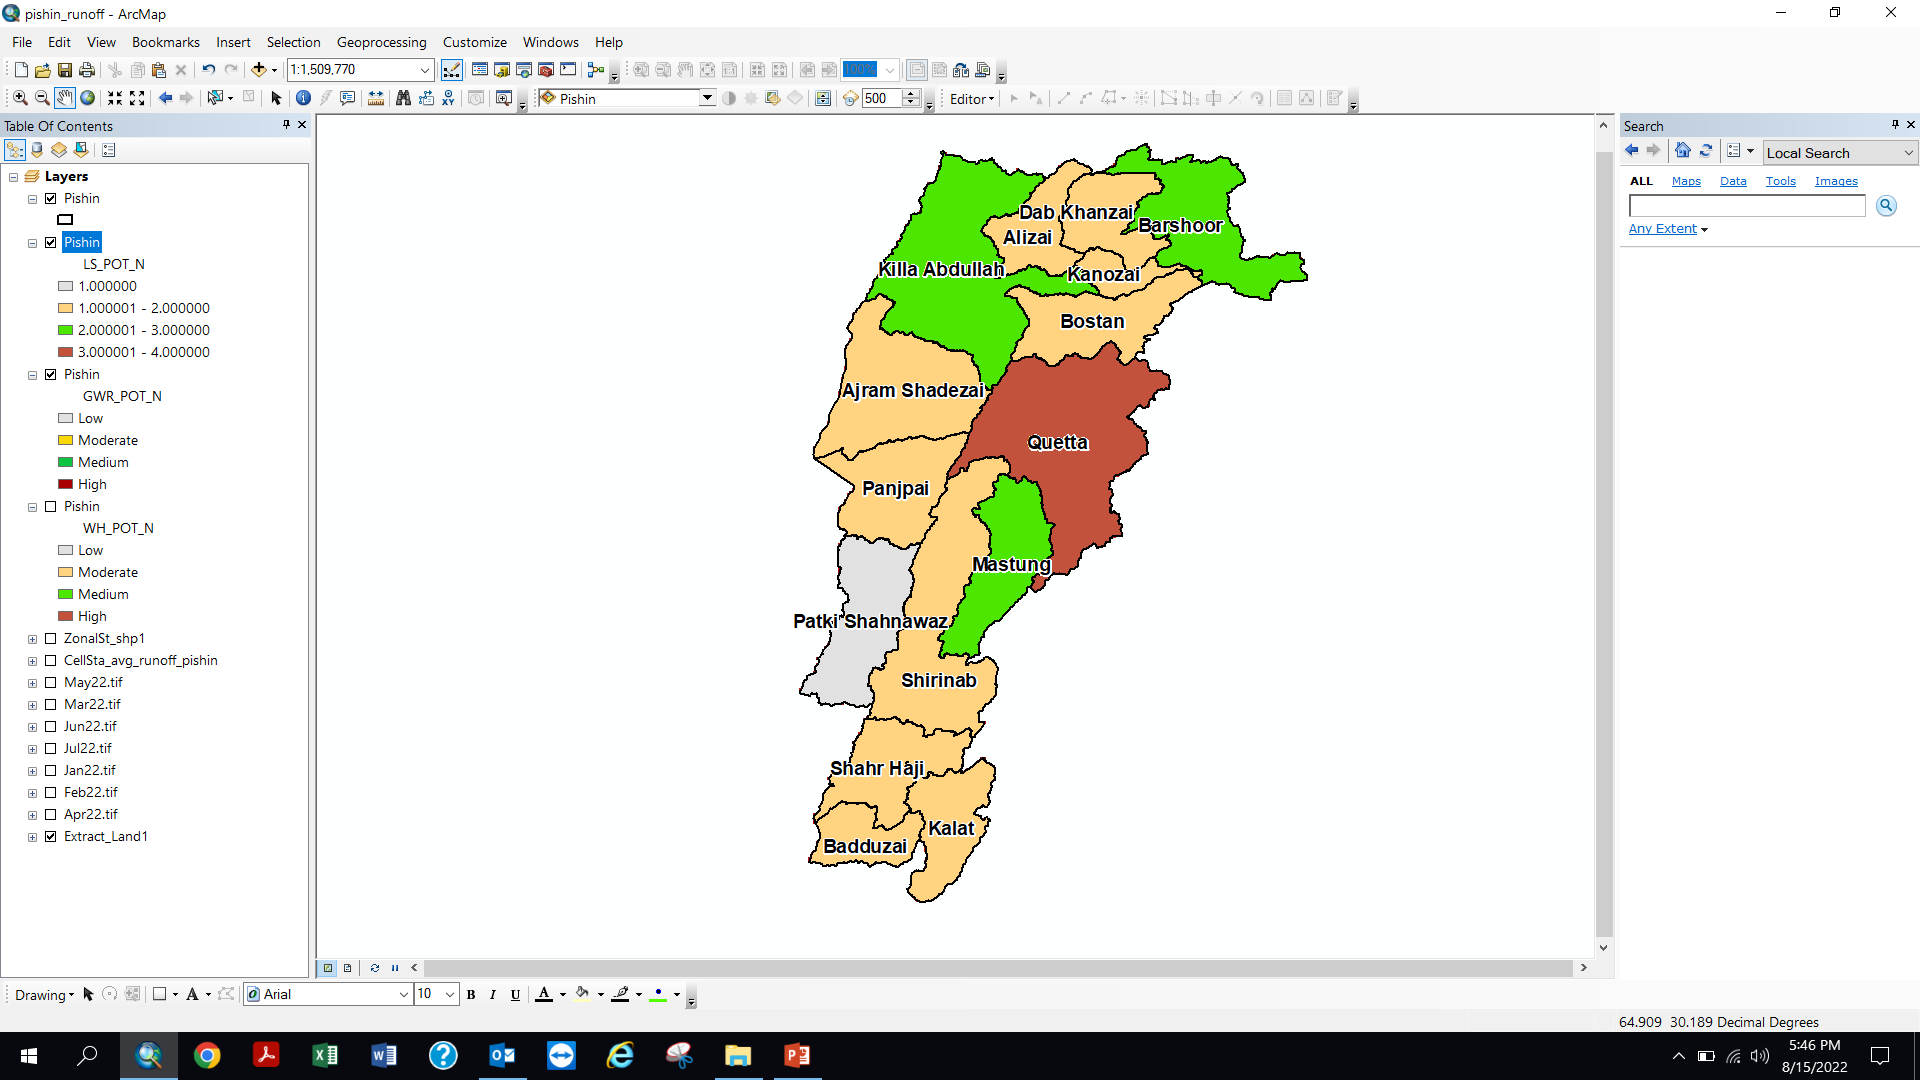 pishin_runoff - ArcMap
File Edit View Bookmarks Insert Selection Geoprocessing Customize Windows Help
1:1,509,770
100%
Pishin
500
Editor
Table Of Contents
Layers
Pishin
Pishin
LS_POT_N
1.000000
1.000001 - 2.000000
2.000001 - 3.000000
3.000001 - 4.000000
Pishin
GWR_POT_N
Low
Moderate
Medium
High
Pishin
WH_POT_N
Low
Moderate
Medium
High
ZonalSt_shp1
CellSta_avg_runoff_pishin
May22.tif
Mar22.tif
Jun22.tif
Jul22.tif
Jan22.tif
Feb22.tif
Apr22.tif
Extract_Land1
Dab Khanzai
Barshoor
Alizai
Killa Abdullah
Kanozai
Bostan
Ajram Shadezai
Quetta
Panjpai
Mastung
Patki Shahnawaz
Shirinab
Shahr Haji
Kalat
Badduzai
Search
Local Search
ALL Maps Data Tools Images
Any Extent
Drawing
A
Arial
10
B I U A
64.909 30.189 Decimal Degrees
5:46 PM
8/15/2022